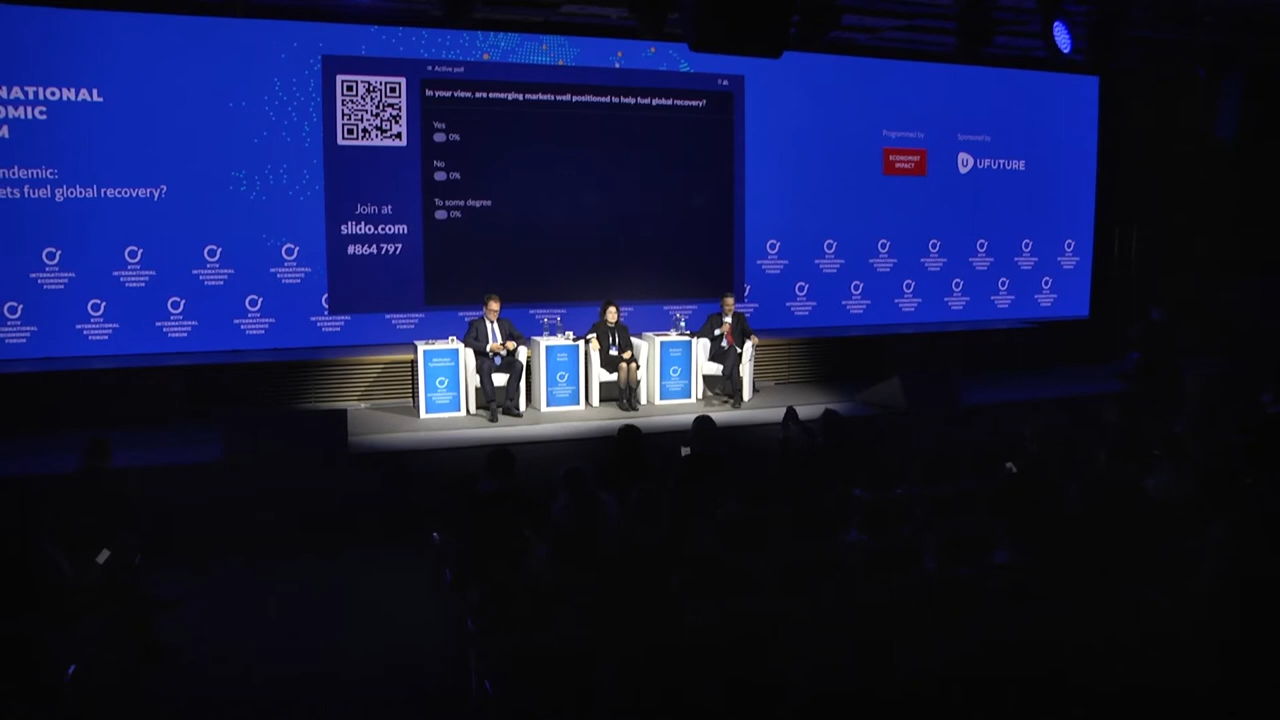 NATIONAL
OMIC
M
ndemic:
ets fuel global recovery?
Active poll
In your view, are emerging markets well positioned to help fuel global recovery?
Yes
0%
No
0%
To some degree
0%
Join at
slido.com
#864 797
Programmed by
ECONOMIST
IMPACT
Sponsored by
UFUTURE
KYIV
INTERNATIONAL
ECONOMIC
FORUM